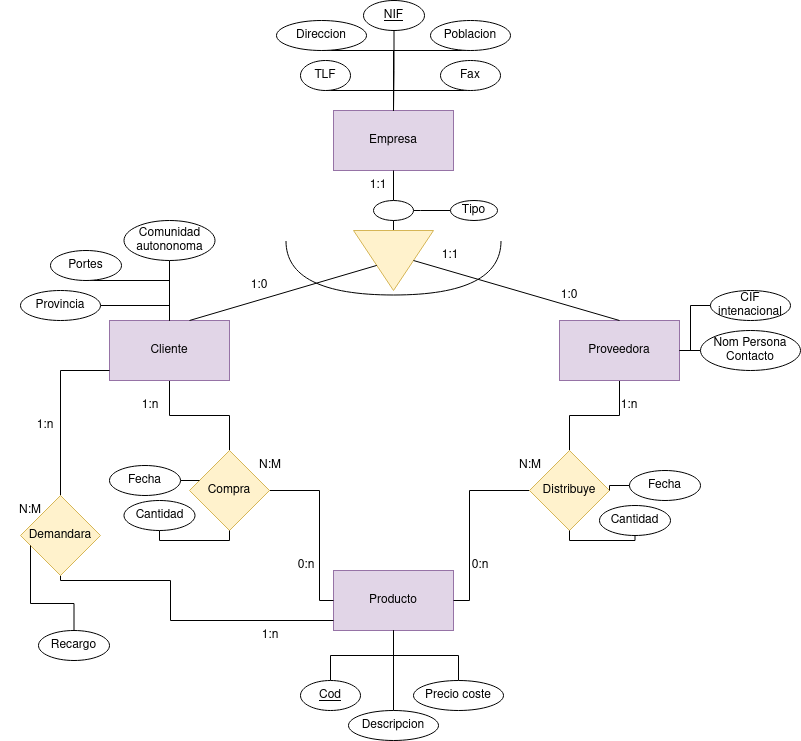 NIF
Direccion
Poblacion
TLF
Fax
Empresa
1:1
Tipo
Comunidad
autononoma
Portes
1:1
Provincia
1:0
1:0
CIF
intenacional
Cliente
Proveedora
Nom Persona
Contacto
1:n
1:n
1:n
N:M
N:M
Fecha
Compra
Distribuye
Fecha
N:M
Cantidad
Cantidad
Demandara
0:n
0:n
Producto
1:n
Recargo
Cod
Precio coste
Descripcion